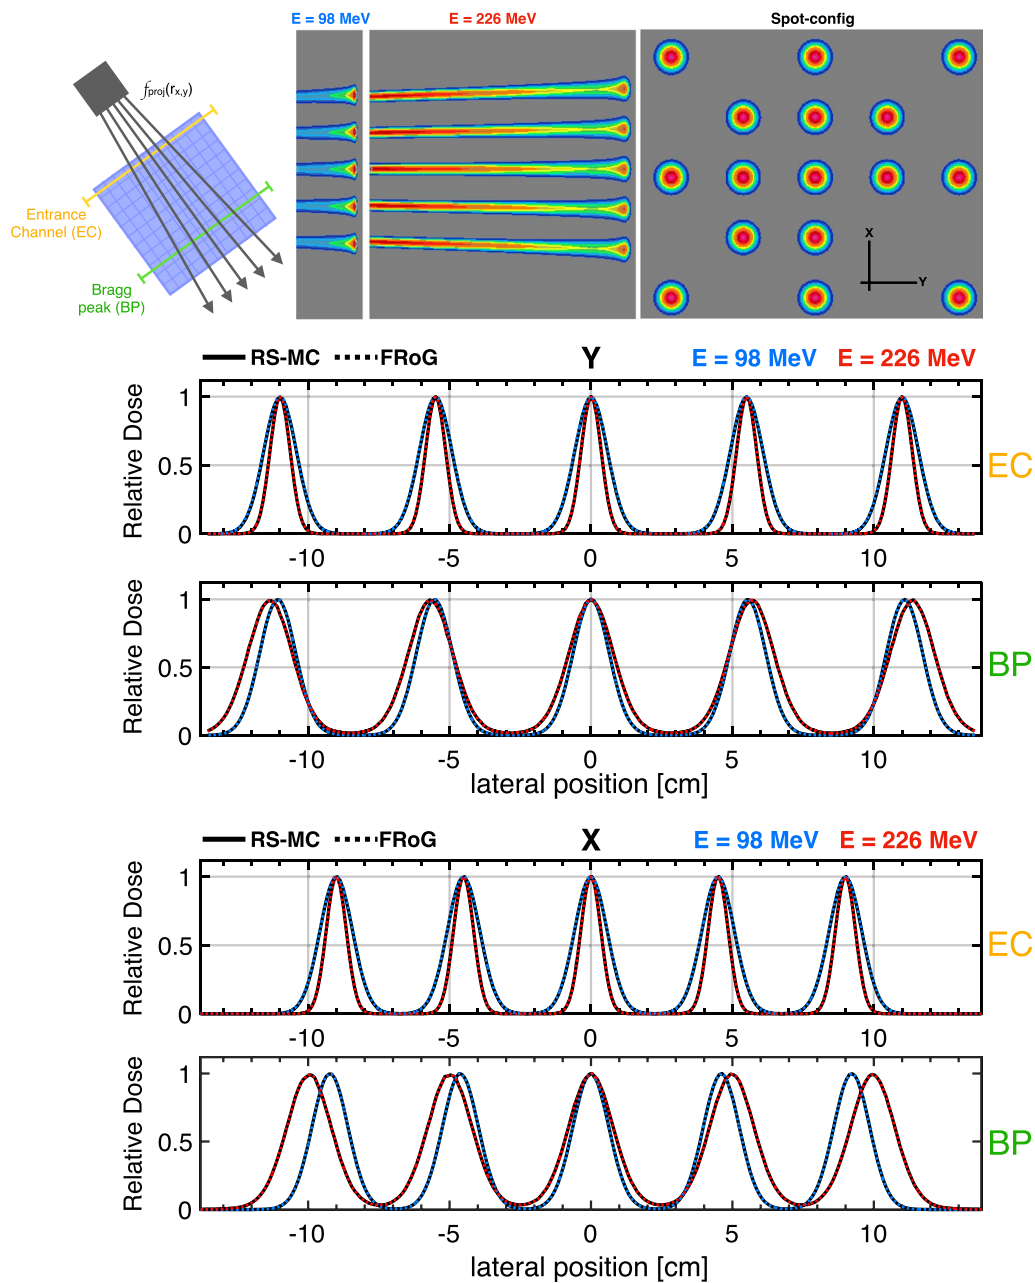 E = 98 MeV
E = 226 MeV
Spot-config
fproj(rx,y)
Entrance
Channel (EC)
Bragg
peak (BP)
X
Y
RS-MC
FRoG
Y
E = 98 MeV
E = 226 MeV
Relative Dose
1
0.5
0
EC
-10
-5
0
5
10
Relative Dose
1
0.5
0
BP
-10
-5
0
5
10
lateral position [cm]
RS-MC
FRoG
X
E = 98 MeV
E = 226 MeV
Relative Dose
1
0.5
0
EC
-10
-5
0
5
10
Relative Dose
1
0.5
0
BP
-10
-5
0
5
10
lateral position [cm]